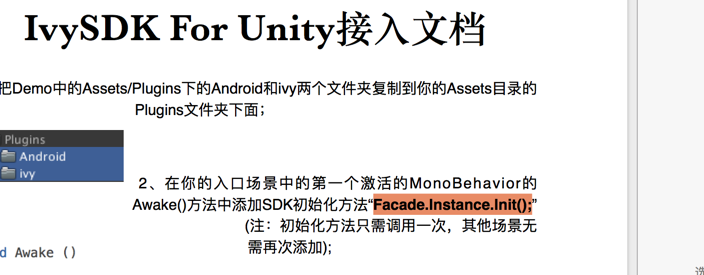 IvySDK For Unity接入文档
把Demo中的Assets/Plugins下的Android和ivy两个文件夹复制到你的Assets目录的
Plugins文件夹下面；
Plugins
Android
ivy
2、在你的入口场景中的第一个激活的MonoBehavior的
Awake()方法中添加SDK初始化方法“Facade.Instance.Init();”
(注：初始化方法只需调用一次，其他场景无
需再次添加);
d Awake ()